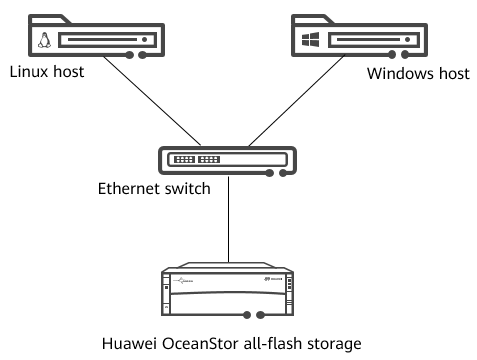 Linux host
Windows host
Ethernet switch
Huawei OceanStor all-flash storage